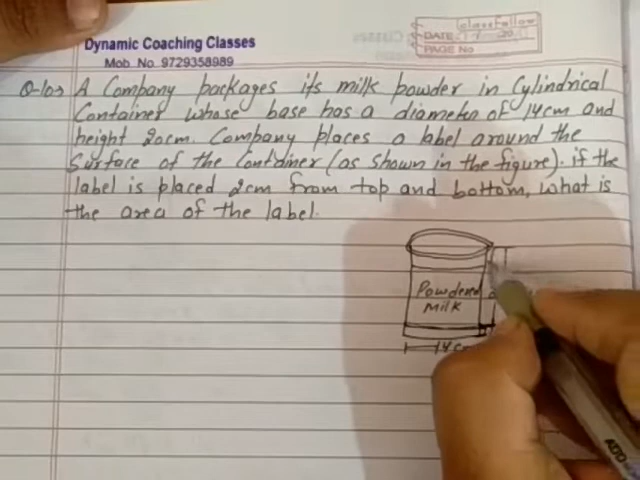 Dynamic Coaching Classes
Mob. No. 9729358989
Class Fellow
DATE:
PAGE No
Q-10→ A Company packages its milk powder in Cylindrical
Container whose base has a diameter of 14cm and
height 20cm. Company places a label around the
Surface of the Container (as shown in the figure). if the
label is placed 2cm from top and bottom, what is
the area of the label.
Powdered
Milk
14c